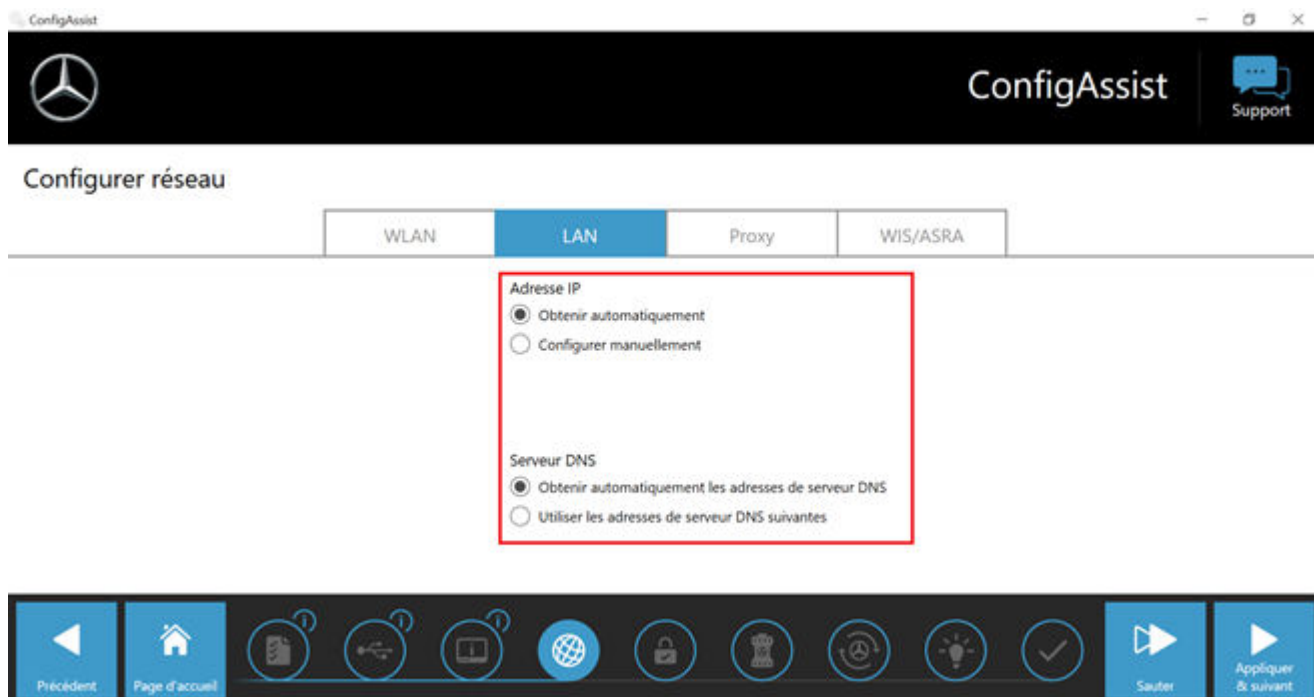 ConfigAssist
ConfigAssist
Support
Configurer réseau
WLAN
LAN
Proxy
WIS/ASRA
Adresse IP
Obtenir automatiquement
Configurer manuellement
Serveur DNS
Obtenir automatiquement les adresses de serveur DNS
Utiliser les adresses de serveur DNS suivantes
Précédent
Page d'accueil
Sauter
Appliquer
& suivant